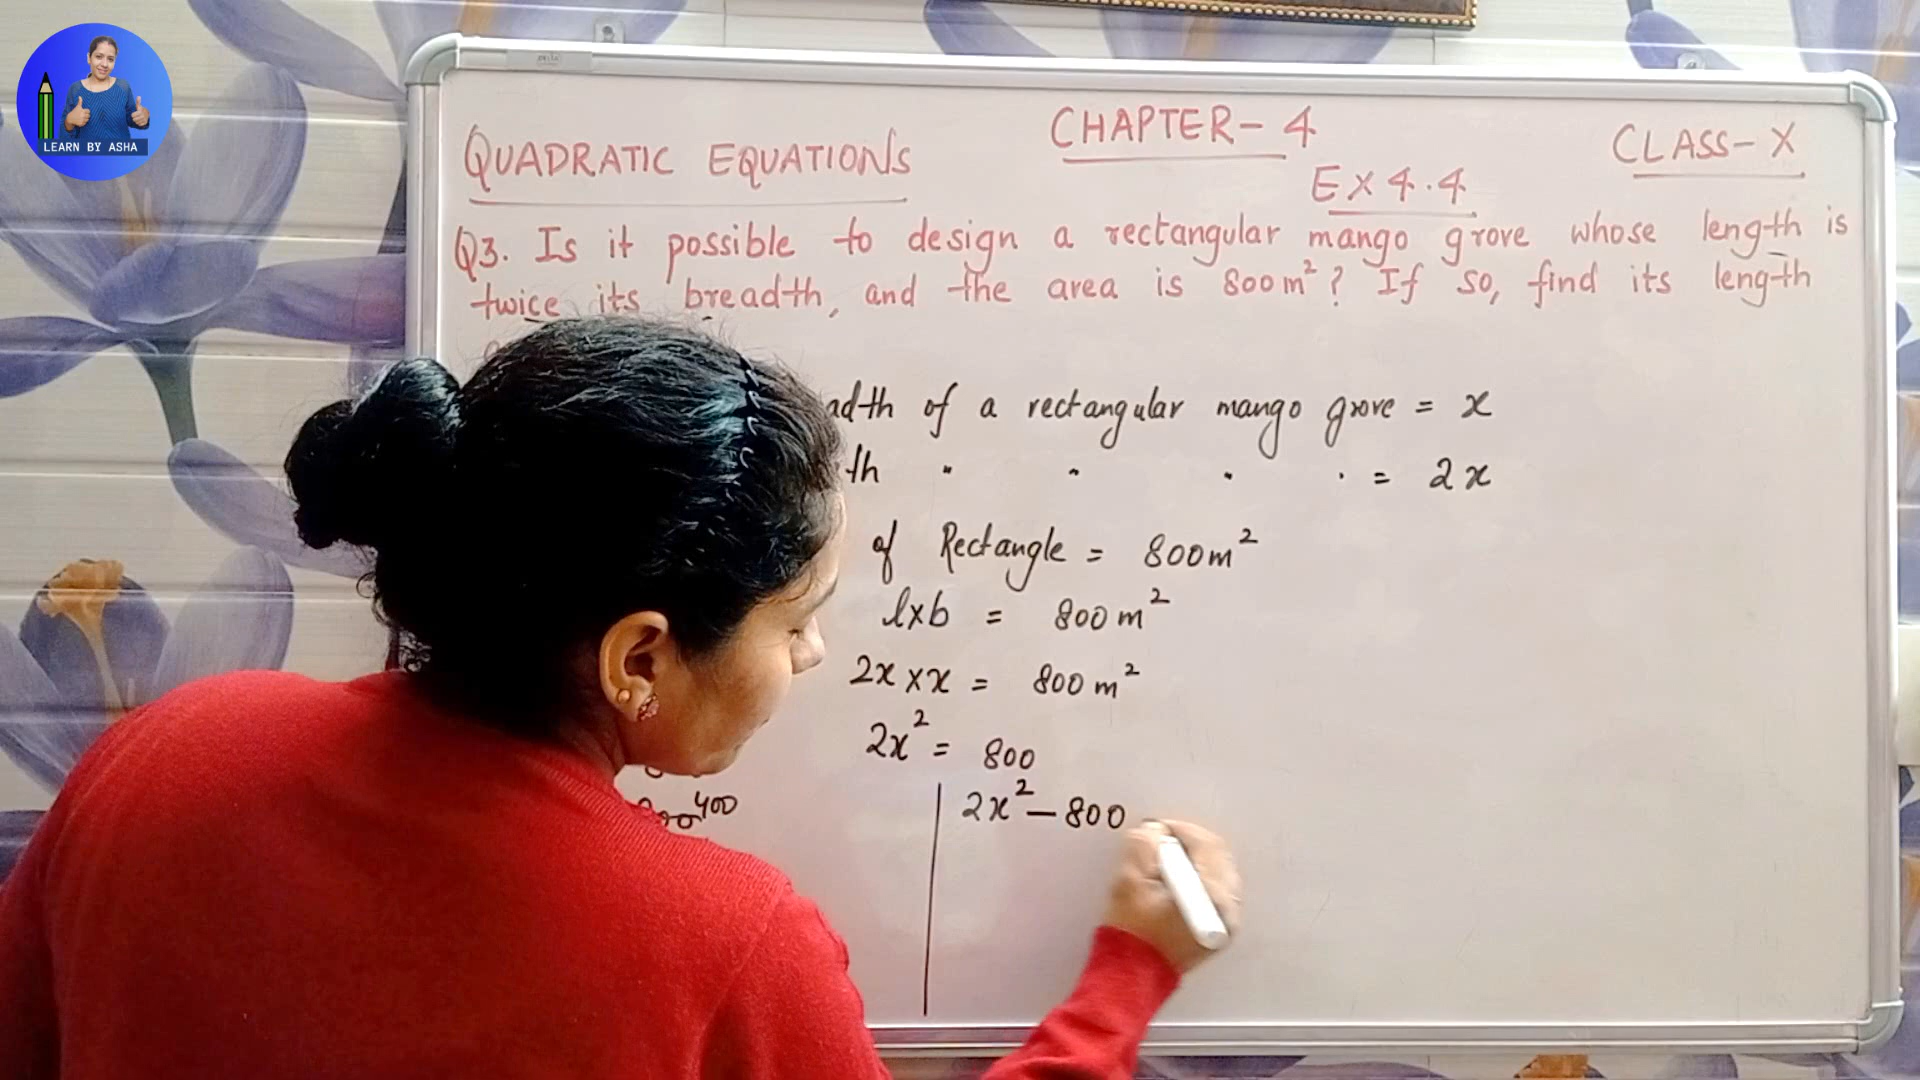 LEARN BY ASHA
CHAPTER-4
CLASS-X
QUADRATIC EQUATIONS
EX 4.4
Q3. Is it possible to design a rectangular mango grove whose length is
twice its breadth, and the area is 800m² ? If so, find its length
adth of a rectangular mango grove = x
th " " " " = 2x
of Rectangle = 800m²
l×b = 800m²
2x × x = 800m²
2x² = 800
400
2x² - 800